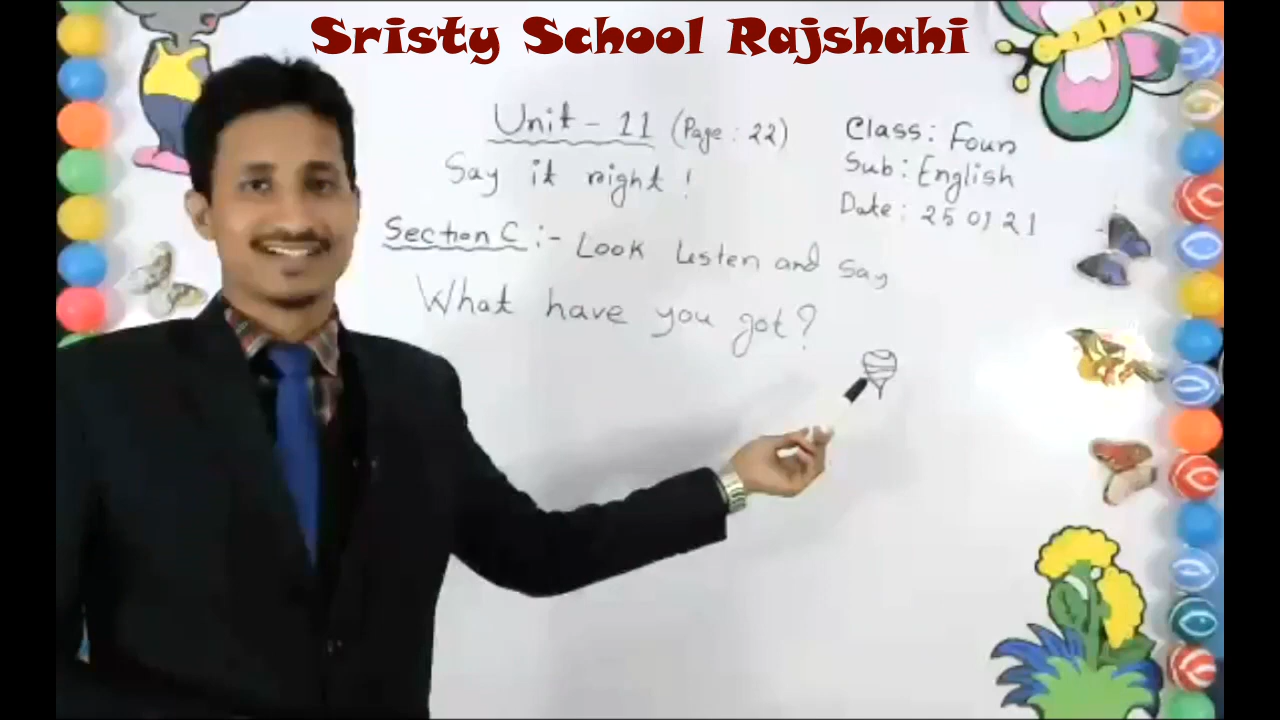 Sristy School Rajshahi
Unit - 11 (Page : 22)
Say it right !
Class : Four
Sub : English
Date : 25 01 21
Section C :- Look Listen and Say
What have you got?